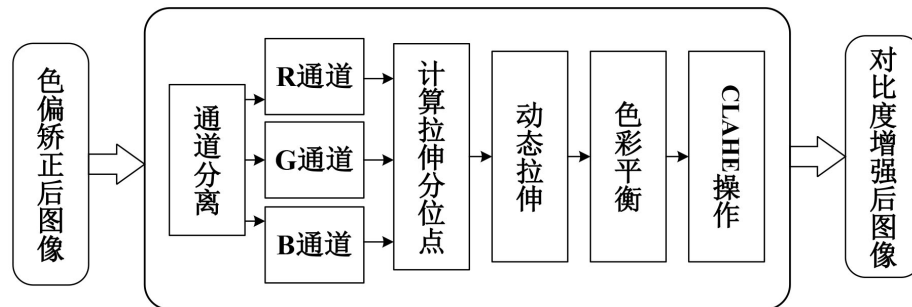 色偏矫正后图像
通道分离
R通道
G通道
B通道
计算拉伸分位点
动态拉伸
色彩平衡
CLAHE操作
对比度增强后图像